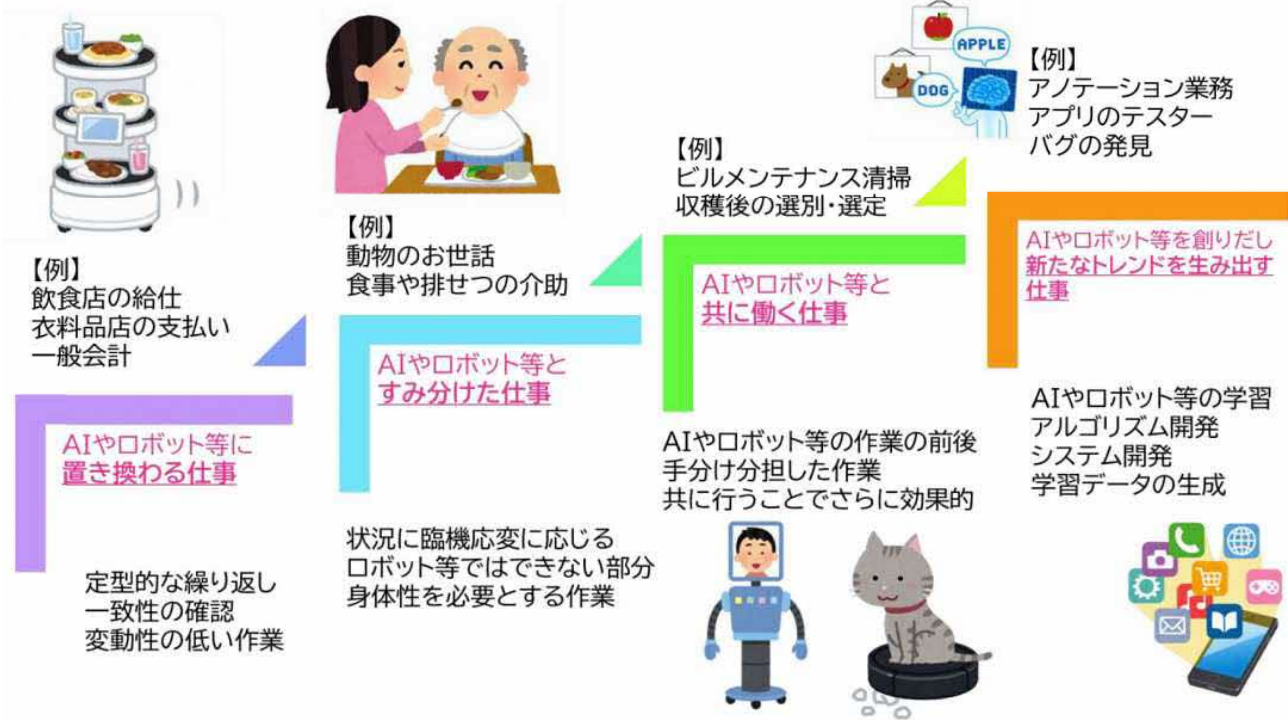 【例】
飲食店の給仕
衣料品店の支払い
一般会計
AIやロボット等に
置き換わる仕事
定型的な繰り返し
一致性の確認
変動性の低い作業
【例】
動物のお世話
食事や排せつの介助
AIやロボット等と
すみ分けた仕事
状況に臨機応変に応じる
ロボット等ではできない部分
身体性を必要とする作業
【例】
ビルメンテナンス清掃
収穫後の選別・選定
AIやロボット等と
共に働く仕事
AIやロボット等の作業の前後
手分け分担した作業
共に行うことでさらに効果的
APPLE
DOG
【例】
アノテーション業務
アプリのテスター
バグの発見
AIやロボット等を創りだし
新たなトレンドを生み出す
仕事
AIやロボット等の学習
アルゴリズム開発
システム開発
学習データの生成